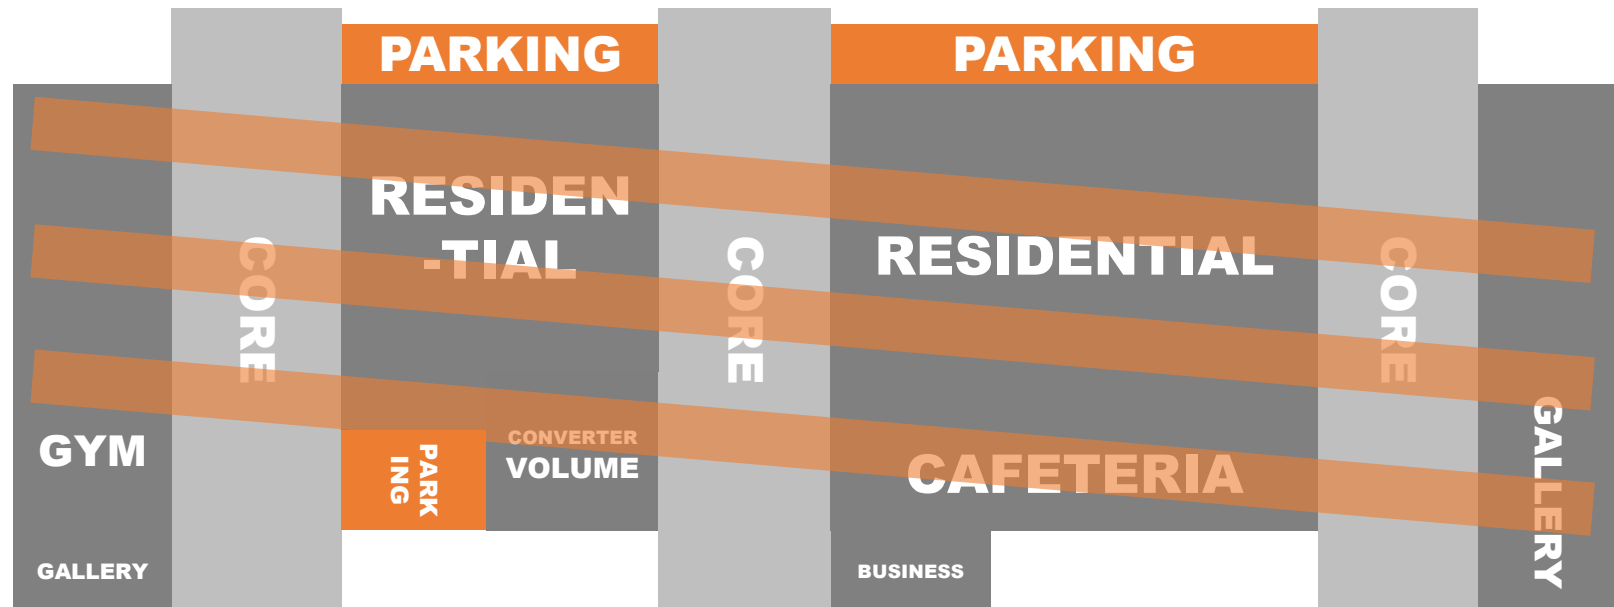 PARKING
PARKING
RESIDEN
-TIAL
RESIDENTIAL
CORE
CORE
CORE
GYM
PARK
ING
CONVERTER
VOLUME
CAFETERIA
GALLERY
GALLERY
BUSINESS